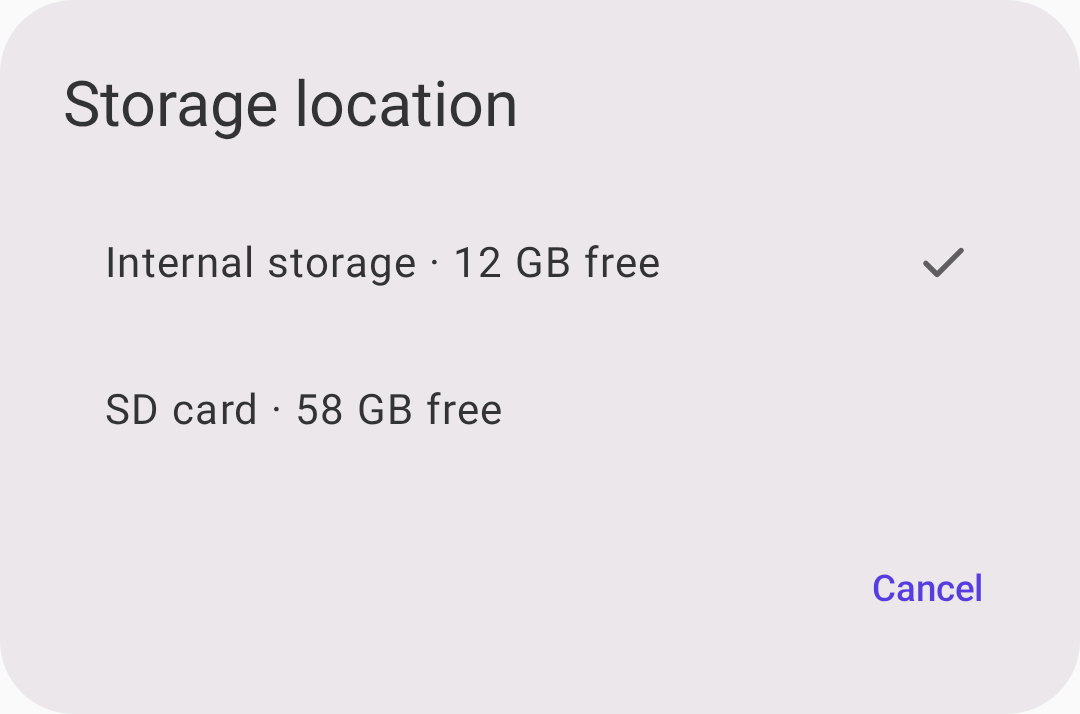 Storage location
Internal storage · 12 GB free
SD card · 58 GB free
Cancel